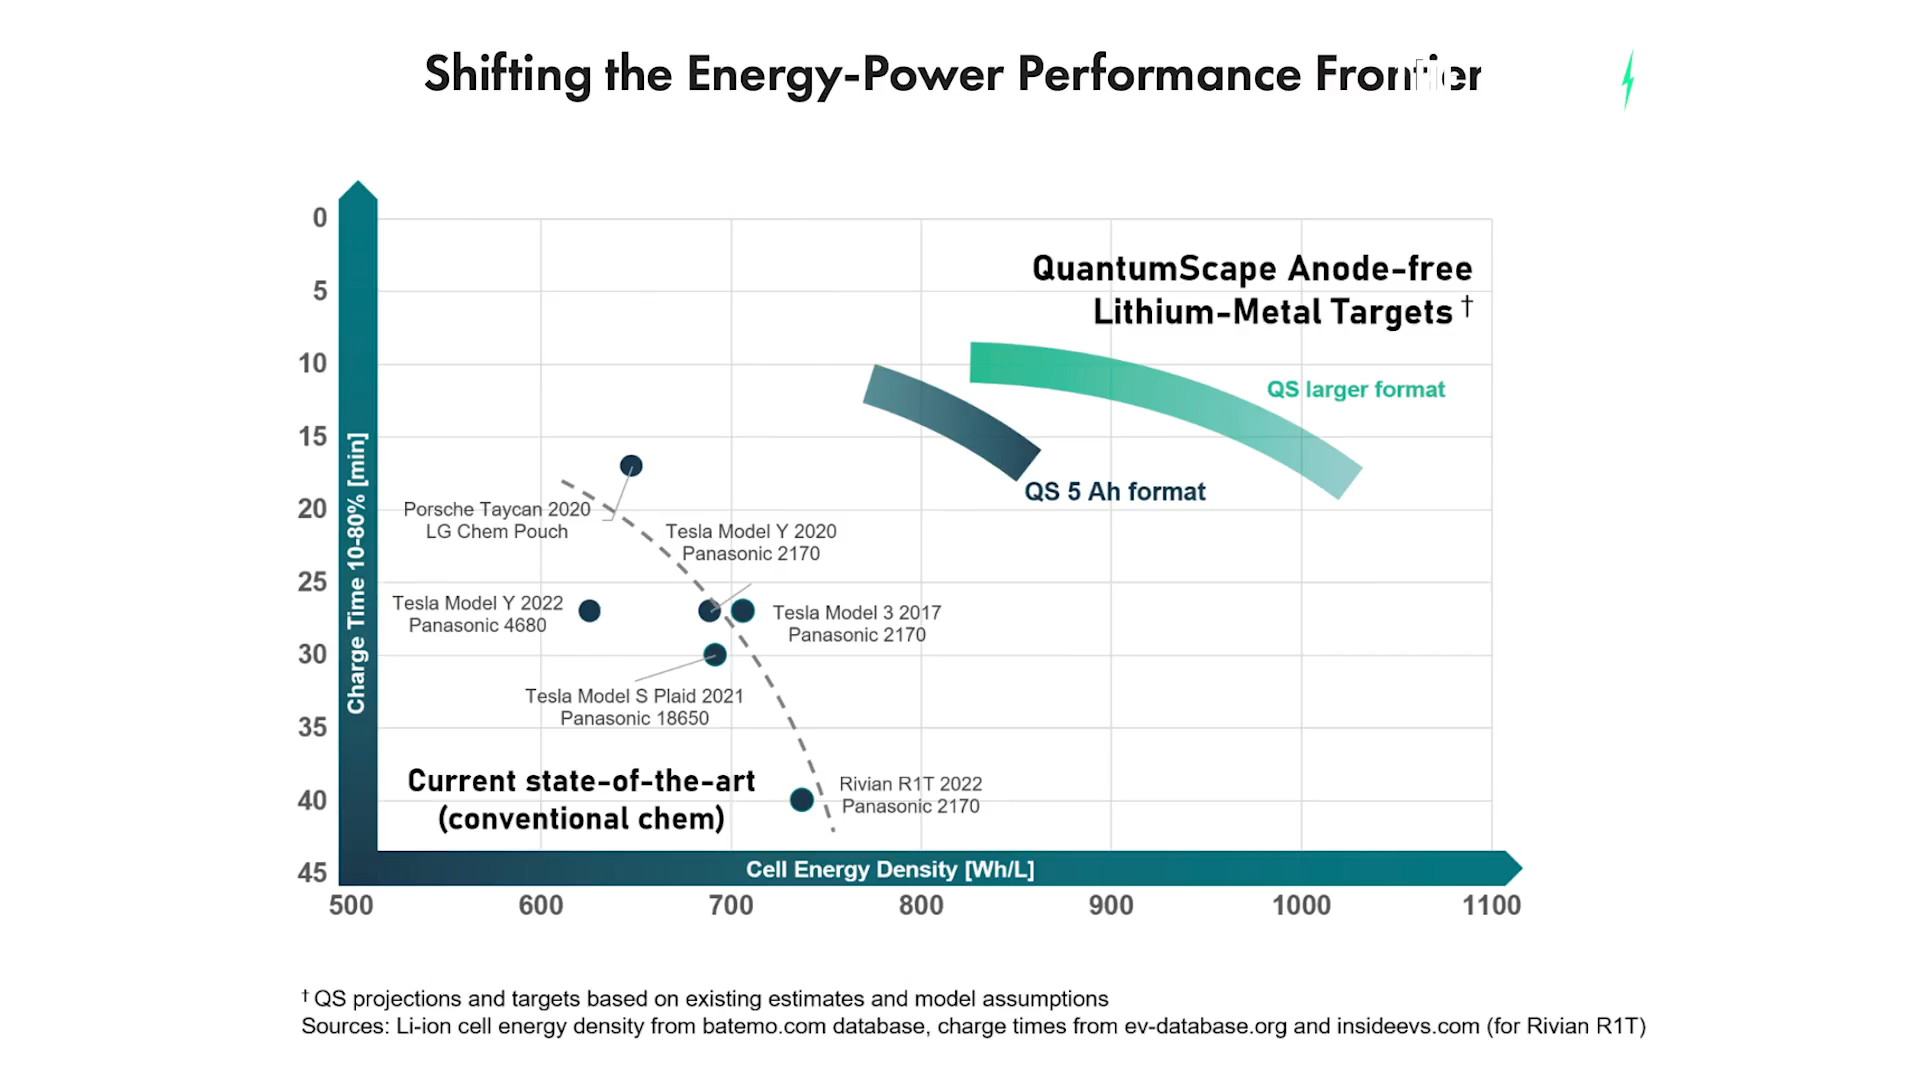 Shifting the Energy-Power Performance Frontier
0
5
10
15
20
25
30
35
40
45
Charge Time 10-80% [min]
QuantumScape Anode-free
Lithium-Metal Targets †
QS larger format
QS 5 Ah format
Porsche Taycan 2020
LG Chem Pouch
Tesla Model Y 2020
Panasonic 2170
Tesla Model Y 2022
Panasonic 4680
Tesla Model 3 2017
Panasonic 2170
Tesla Model S Plaid 2021
Panasonic 18650
Current state-of-the-art
(conventional chem)
Rivian R1T 2022
Panasonic 2170
Cell Energy Density [Wh/L]
500
600
700
800
900
1000
1100
† QS projections and targets based on existing estimates and model assumptions
Sources: Li-ion cell energy density from batemo.com database, charge times from ev-database.org and insideevs.com (for Rivian R1T)